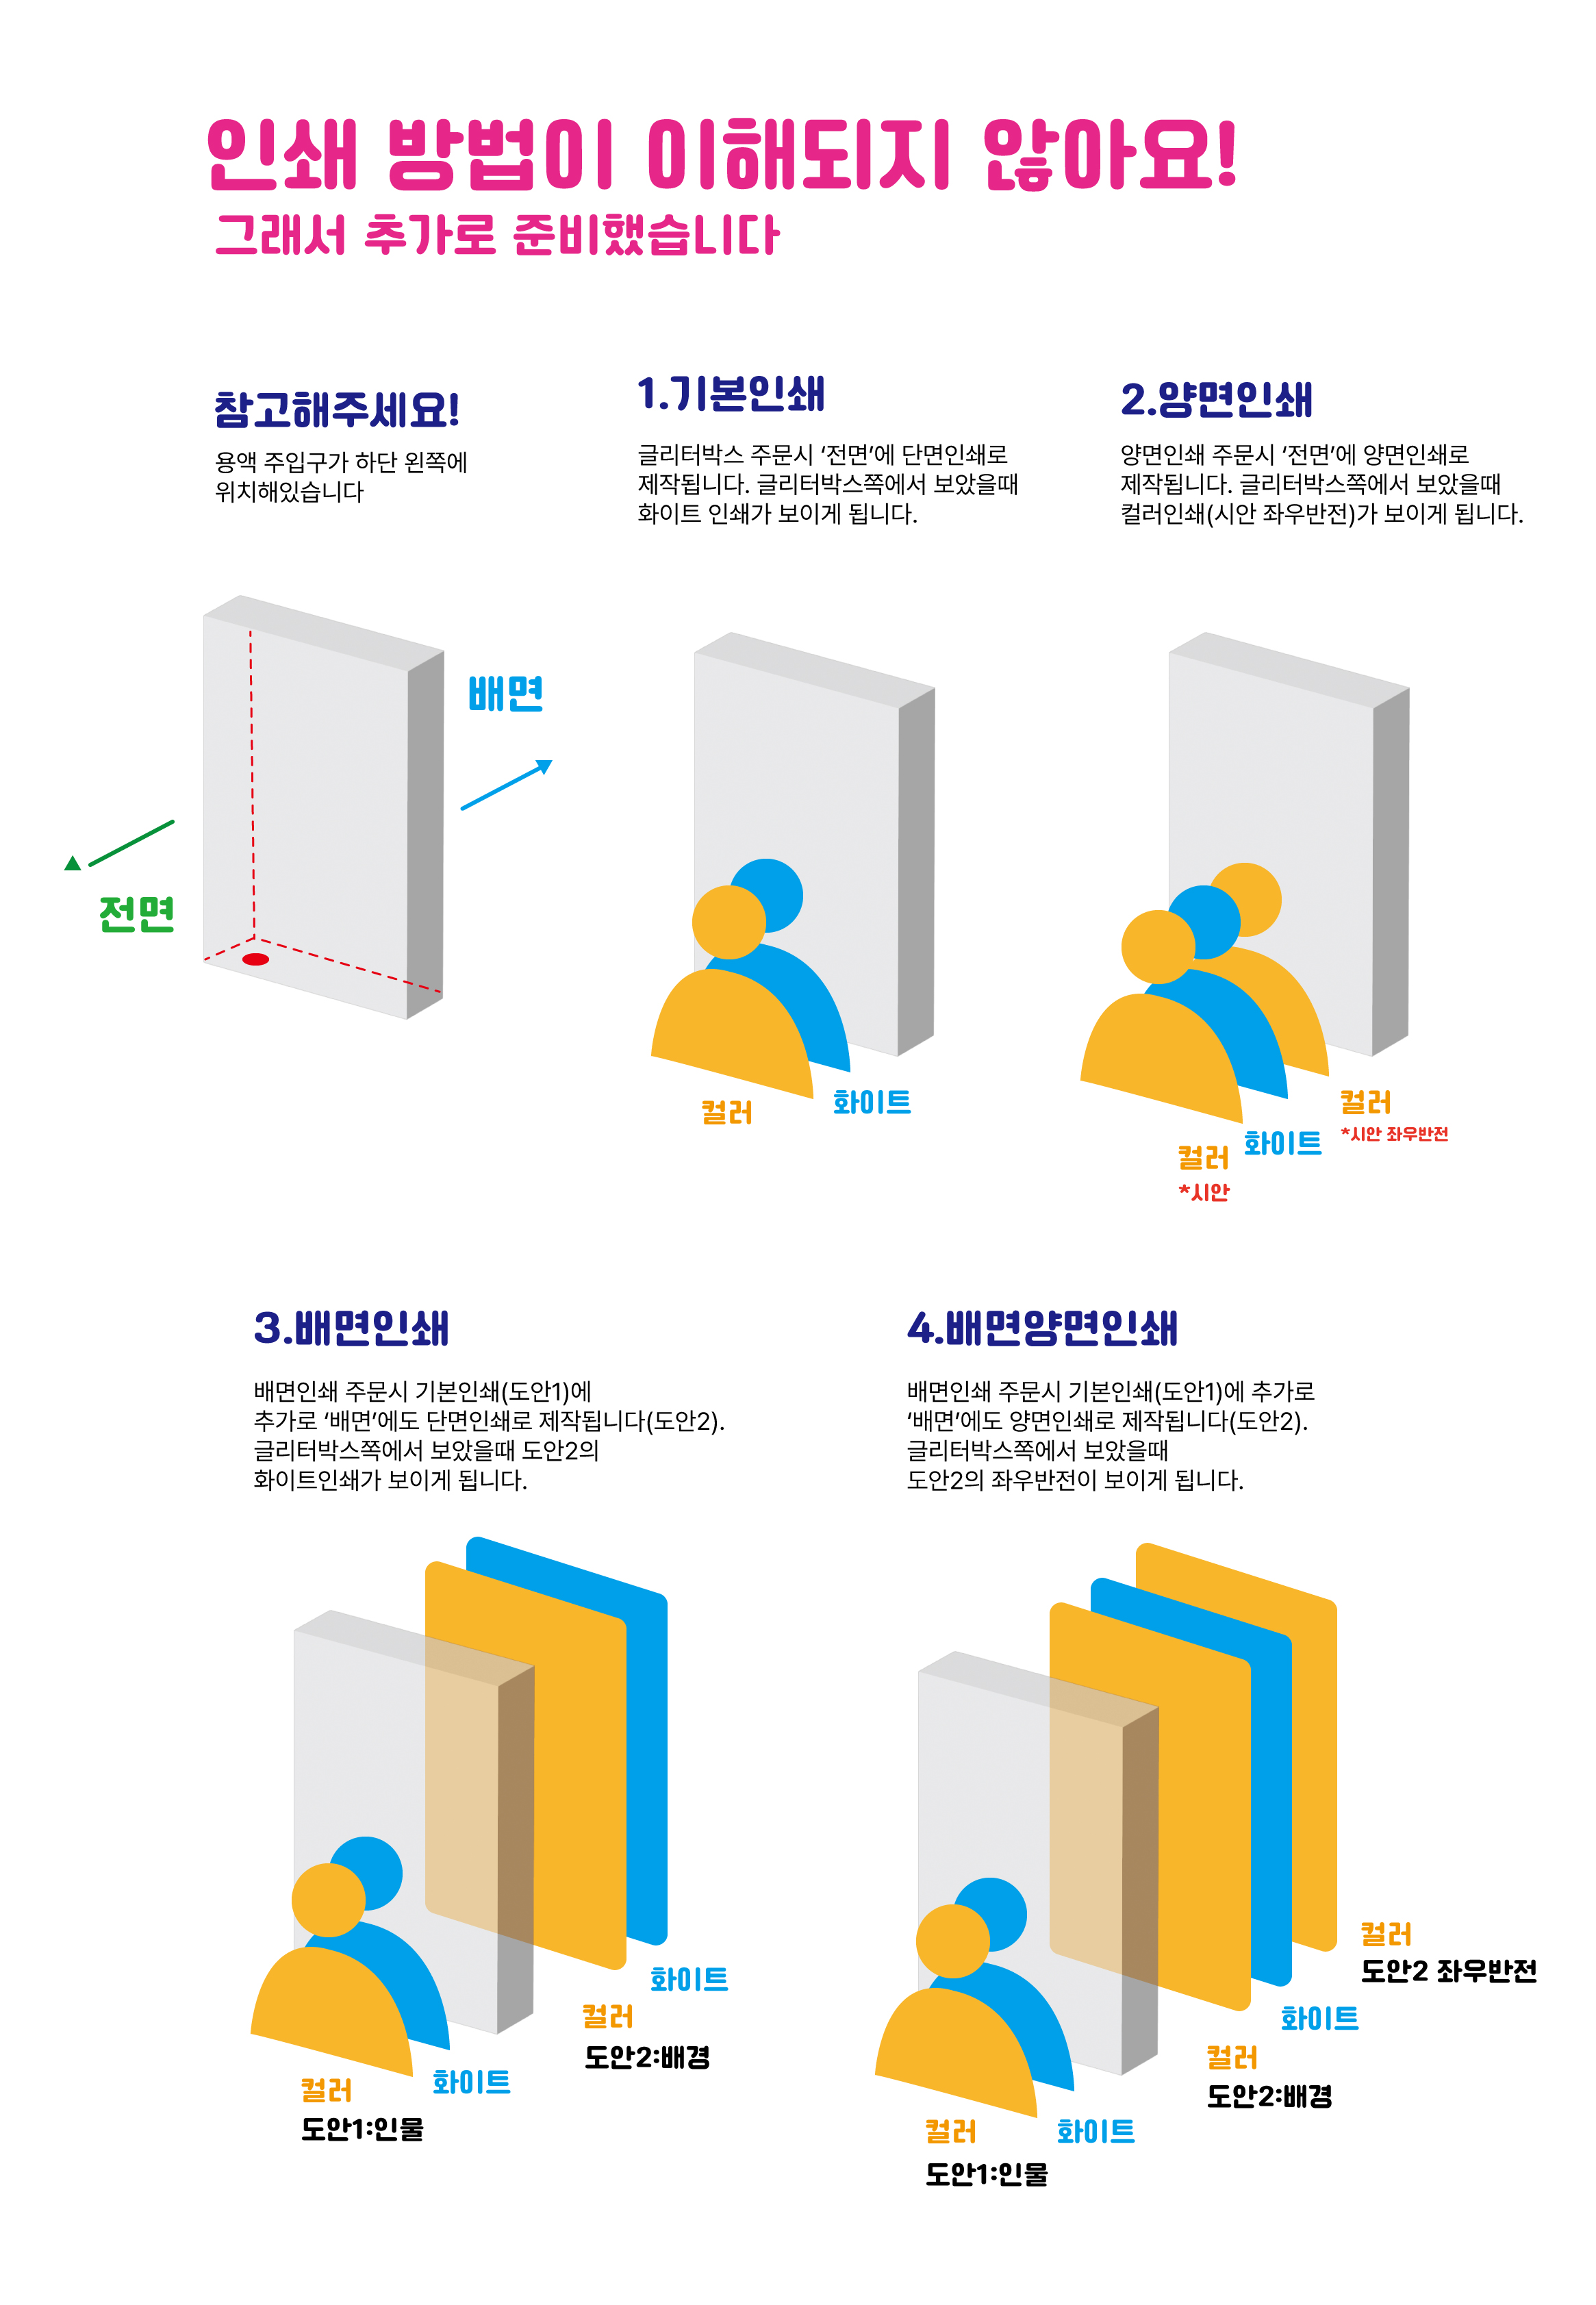 인쇄 방법이 이해되지 않아요!
그래서 추가로 준비했습니다
참고해주세요!
용액 주입구가 하단 왼쪽에
위치해있습니다
배면
전면
1.기본인쇄
글리터박스 주문시 ‘전면’에 단면인쇄로
제작됩니다. 글리터박스쪽에서 보았을때
화이트 인쇄가 보이게 됩니다.
컬러
화이트
2.양면인쇄
양면인쇄 주문시 ‘전면’에 양면인쇄로
제작됩니다. 글리터박스쪽에서 보았을때
컬러인쇄(시안 좌우반전)가 보이게 됩니다.
컬러
*시안
화이트
컬러
*시안 좌우반전
3.배면인쇄
배면인쇄 주문시 기본인쇄(도안1)에
추가로 ‘배면’에도 단면인쇄로 제작됩니다(도안2).
글리터박스쪽에서 보았을때 도안2의
화이트인쇄가 보이게 됩니다.
컬러
도안1:인물
화이트
컬러
도안2:배경
화이트
4.배면양면인쇄
배면인쇄 주문시 기본인쇄(도안1)에 추가로
‘배면’에도 양면인쇄로 제작됩니다(도안2).
글리터박스쪽에서 보았을때
도안2의 좌우반전이 보이게 됩니다.
컬러
도안1:인물
화이트
컬러
도안2:배경
화이트
컬러
도안2 좌우반전